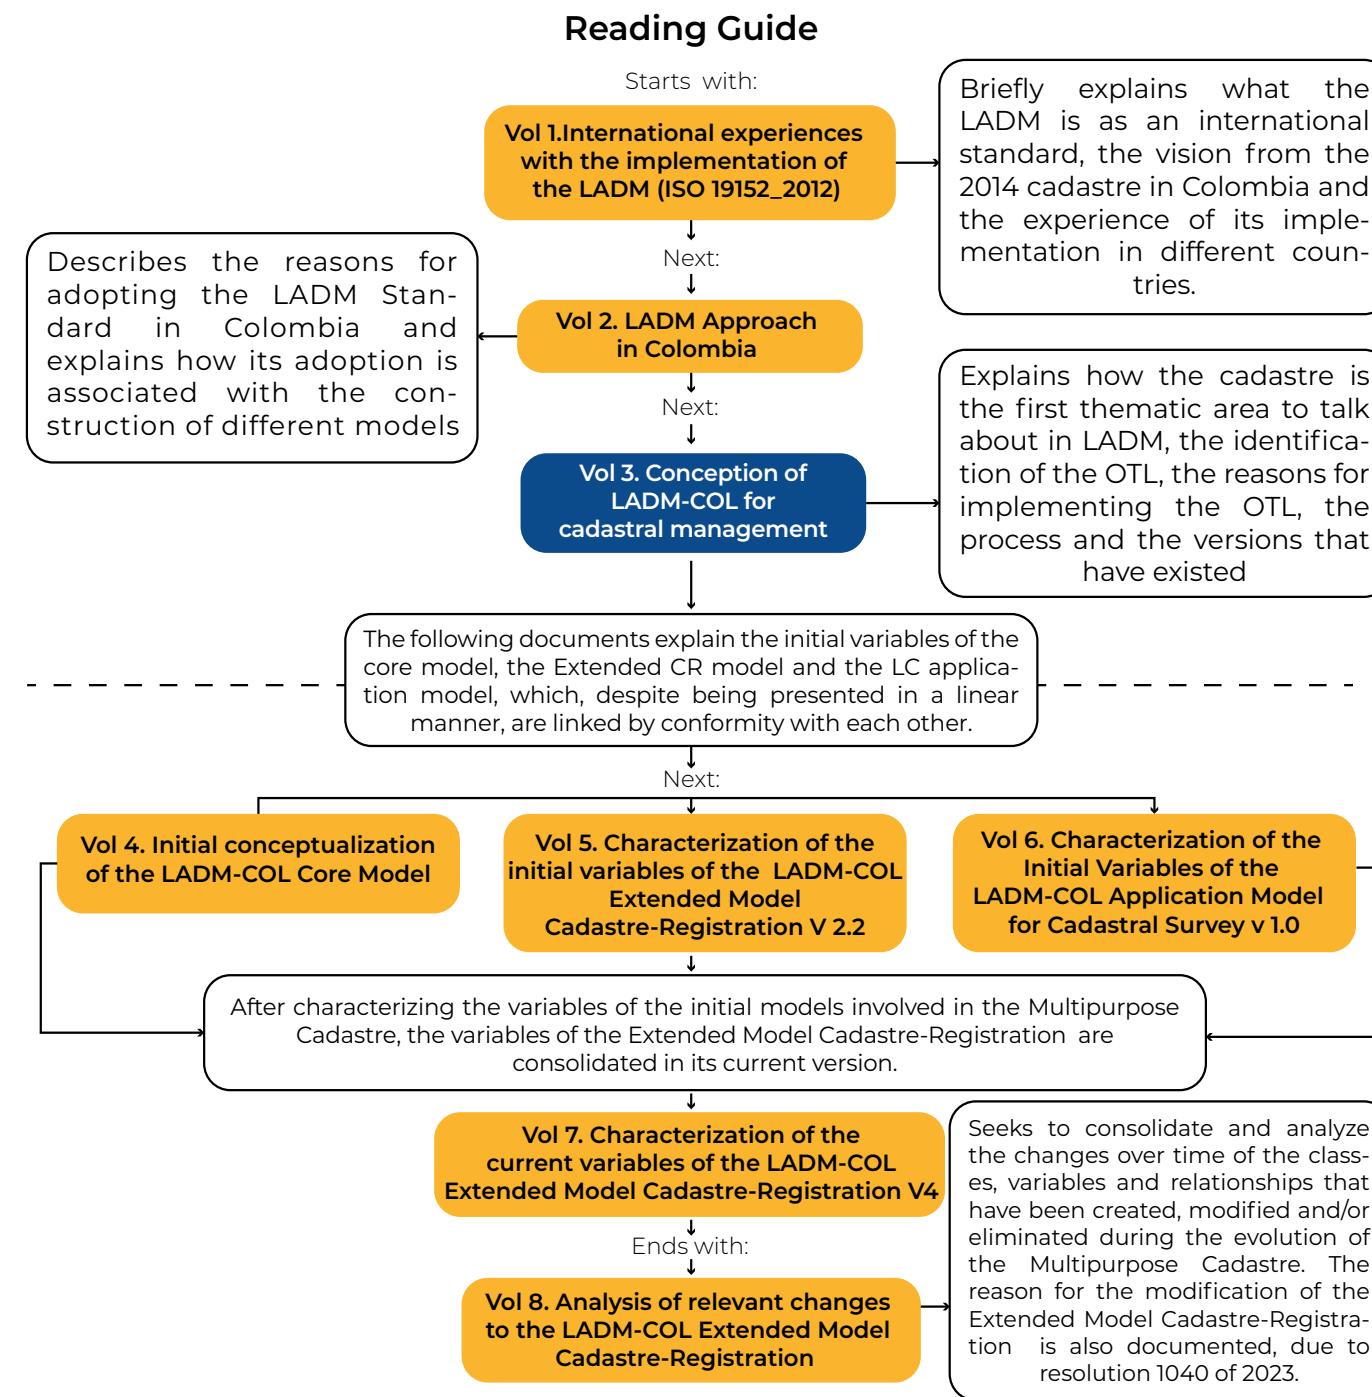 Reading Guide
Starts with:
Vol 1.International experiences
with the implementation of
the LADM (ISO 19152_2012)
Briefly explains what the
LADM is as an international
standard, the vision from the
2014 cadastre in Colombia and
the experience of its imple-
mentation in different coun-
tries.
Next:
Vol 2. LADM Approach
in Colombia
Describes the reasons for
adopting the LADM Stan-
dard in Colombia and
explains how its adoption is
associated with the con-
struction of different models
Next:
Vol 3. Conception of
LADM-COL for
cadastral management
Explains how the cadastre is
the first thematic area to talk
about in LADM, the identifica-
tion of the OTL, the reasons for
implementing the OTL, the
process and the versions that
have existed
The following documents explain the initial variables of the
core model, the Extended CR model and the LC applica-
tion model, which, despite being presented in a linear
manner, are linked by conformity with each other.
Next:
Vol 4. Initial conceptualization
of the LADM-COL Core Model
Vol 5. Characterization of the
initial variables of the LADM-COL
Extended Model
Cadastre-Registration V 2.2
Vol 6. Characterization of the
Initial Variables of the
LADM-COL Application Model
for Cadastral Survey v 1.0
After characterizing the variables of the initial models involved in the Multipurpose
Cadastre, the variables of the Extended Model Cadastre-Registration are
consolidated in its current version.
Vol 7. Characterization of the
current variables of the LADM-COL
Extended Model Cadastre-Registration V4
Ends with:
Vol 8. Analysis of relevant changes
to the LADM-COL Extended Model
Cadastre-Registration
Seeks to consolidate and analyze
the changes over time of the class-
es, variables and relationships that
have been created, modified and/or
eliminated during the evolution of
the Multipurpose Cadastre. The
reason for the modification of the
Extended Model Cadastre-Registra-
tion is also documented, due to
resolution 1040 of 2023.